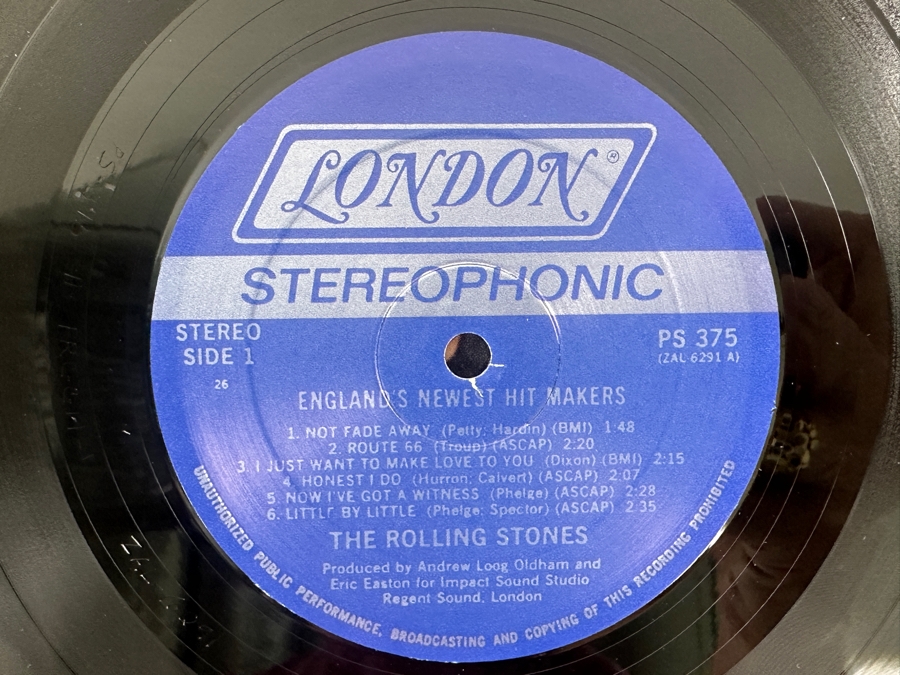 LONDON®
STEREOPHONIC
STEREO
SIDE 1
PS 375
(ZAL 6291 A)
26
ENGLAND'S NEWEST HIT MAKERS
1. NOT FADE AWAY (Petty; Hardin) (BMI) 1:48
2. ROUTE 66 (Troup) (ASCAP) 2:20
3. I JUST WANT TO MAKE LOVE TO YOU (Dixon) (BMI) 2:15
4. HONEST I DO (Hurron; Calvert) (ASCAP) 2:07
5. NOW I'VE GOT A WITNESS (Phelge) (ASCAP) 2:28
6. LITTLE BY LITTLE (Phelge; Spector) (ASCAP) 2:35
THE ROLLING STONES
Produced by Andrew Loog Oldham and
Eric Easton for Impact Sound Studio
Regent Sound, London
UNAUTHORIZED PUBLIC PERFORMANCE, BROADCASTING AND COPYING OF THIS RECORDING PROHIBITED